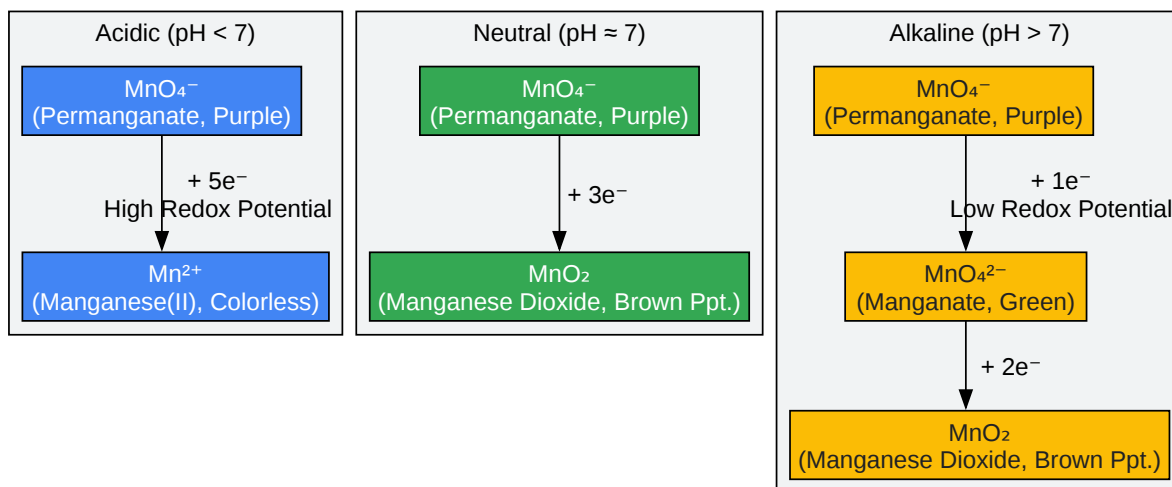 Acidic (pH < 7)
MnO₄⁻
(Permanganate, Purple)
+ 5e⁻
High Redox Potential
Mn²⁺
(Manganese(II), Colorless)
Neutral (pH ≈ 7)
MnO₄⁻
(Permanganate, Purple)
+ 3e⁻
MnO₂
(Manganese Dioxide, Brown Ppt.)
Alkaline (pH > 7)
MnO₄⁻
(Permanganate, Purple)
+ 1e⁻
Low Redox Potential
MnO₄²⁻
(Manganate, Green)
+ 2e⁻
MnO₂
(Manganese Dioxide, Brown Ppt.)